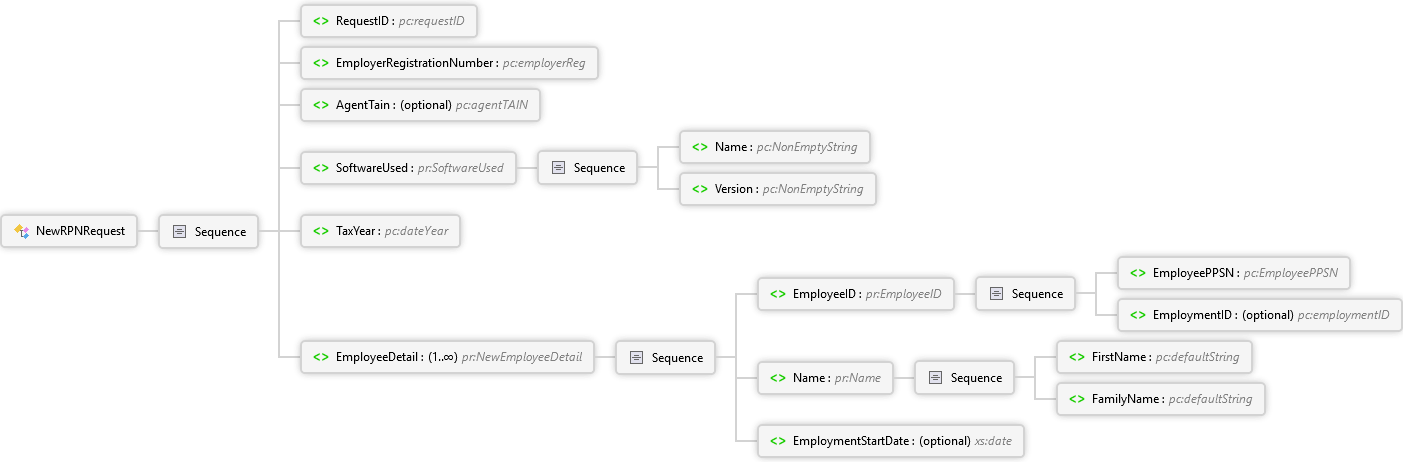 RequestID : pc:requestID
EmployerRegistrationNumber : pc:employerReg
AgentTain : (optional) pc:agentTAIN
SoftwareUsed : pr:SoftwareUsed
Sequence
Name : pc:NonEmptyString
Version : pc:NonEmptyString
NewRPNRequest
Sequence
TaxYear : pc:dateYear
EmployeeDetail : (1..∞) pr:NewEmployeeDetail
Sequence
EmployeeID : pr:EmployeeID
Sequence
EmployeePPSN : pc:EmployeePPSN
EmploymentID : (optional) pc:employmentID
Name : pr:Name
Sequence
FirstName : pc:defaultString
FamilyName : pc:defaultString
EmploymentStartDate : (optional) xs:date